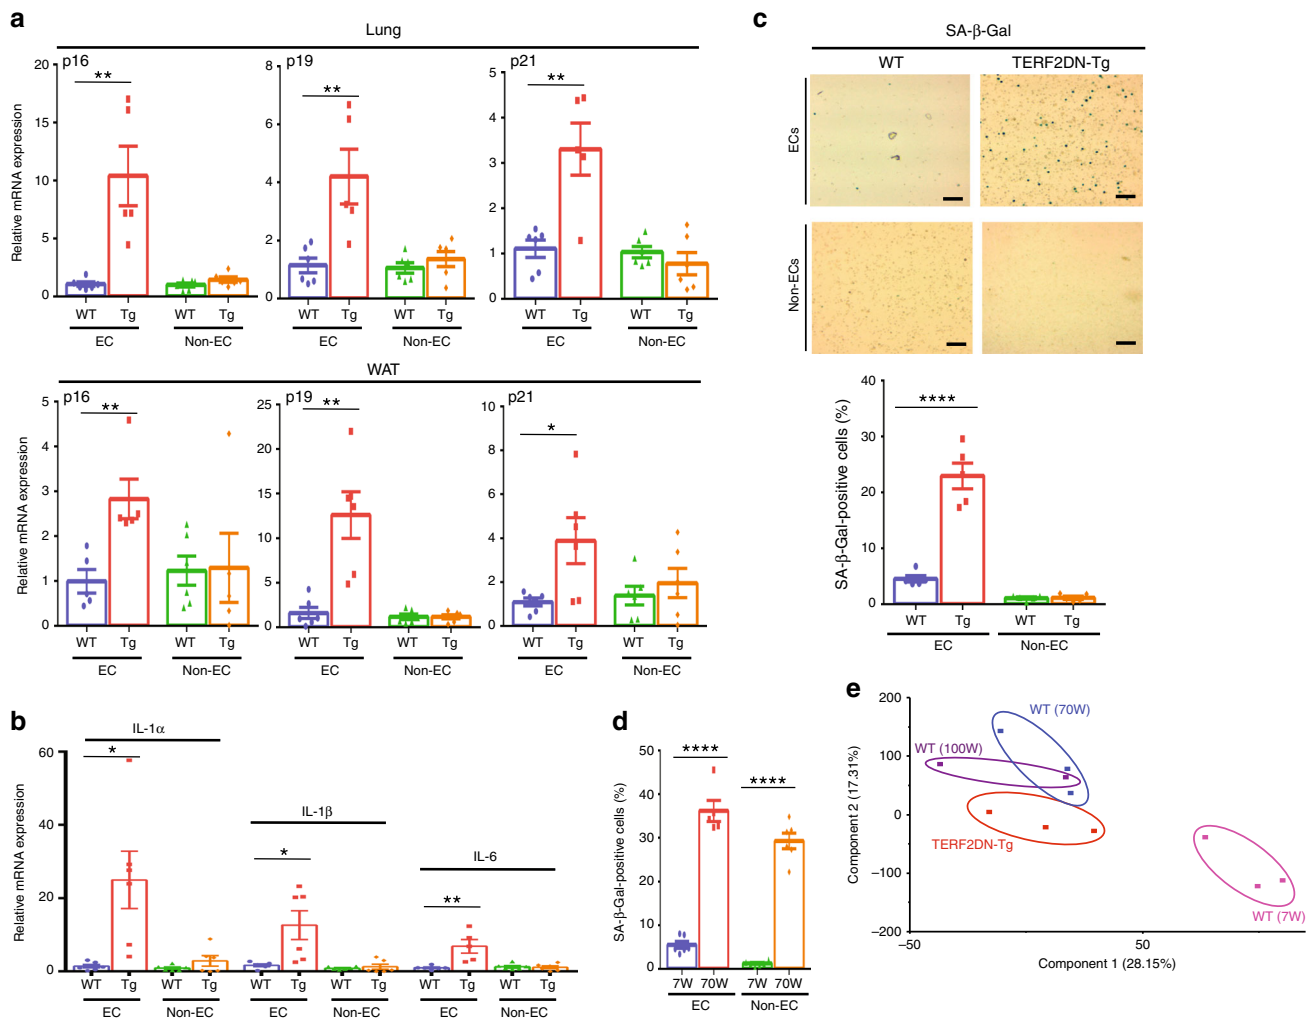 a
Lung
p16
**
Relative mRNA expression
20
15
10
5
0
WT Tg WT Tg
EC Non-EC
p19
**
8
6
4
2
0
WT Tg WT Tg
EC Non-EC
p21
**
5
4
3
2
1
0
WT Tg WT Tg
EC Non-EC
WAT
p16
**
Relative mRNA expression
5
4
3
2
1
0
WT Tg WT Tg
EC Non-EC
p19
**
25
20
15
10
5
0
WT Tg WT Tg
EC Non-EC
p21
*
10
8
6
4
2
0
WT Tg WT Tg
EC Non-EC
b
Relative mRNA expression
60
40
20
0
IL-1α
*
IL-1β
*
IL-6
**
WT Tg WT Tg WT Tg WT Tg WT Tg WT Tg
EC Non-EC EC Non-EC EC Non-EC
c
SA-β-Gal
WT TERF2DN-Tg
ECs
Non-ECs
SA-β-Gal-positive cells (%)
40
30
20
10
0
****
WT Tg WT Tg
EC Non-EC
d
SA-β-Gal-positive cells (%)
50
40
30
20
10
0
****
****
7W 70W 7W 70W
EC Non-EC
e
Component 2 (17.31%)
200
100
0
–100
–200
WT (70W)
WT (100W)
TERF2DN-Tg
WT (7W)
–50 50
Component 1 (28.15%)